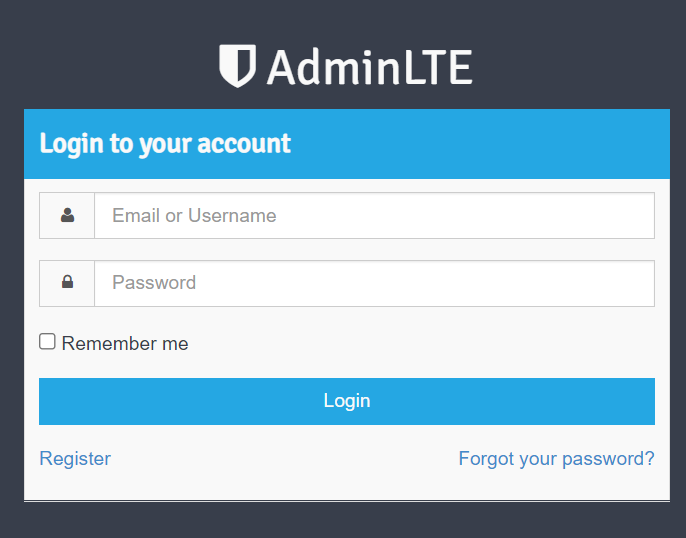 AdminLTE
Login to your account
Email or Username
Password
Remember me
Login
Register
Forgot your password?